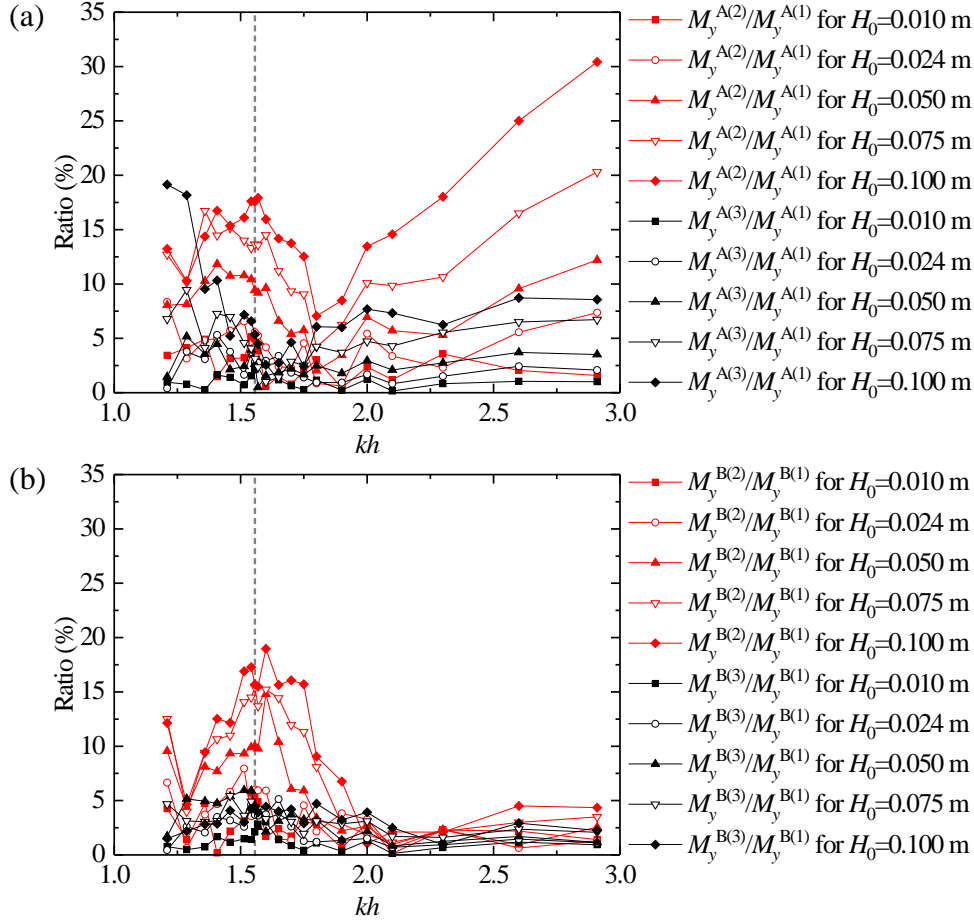 (a)
35
30
25
20
15
10
5
0
Ratio (%)
1.0 1.5 2.0 2.5 3.0
kh
M_y^A(2)/M_y^A(1) for H_0=0.010 m
M_y^A(2)/M_y^A(1) for H_0=0.024 m
M_y^A(2)/M_y^A(1) for H_0=0.050 m
M_y^A(2)/M_y^A(1) for H_0=0.075 m
M_y^A(2)/M_y^A(1) for H_0=0.100 m
M_y^A(3)/M_y^A(1) for H_0=0.010 m
M_y^A(3)/M_y^A(1) for H_0=0.024 m
M_y^A(3)/M_y^A(1) for H_0=0.050 m
M_y^A(3)/M_y^A(1) for H_0=0.075 m
M_y^A(3)/M_y^A(1) for H_0=0.100 m
(b)
35
30
25
20
15
10
5
0
Ratio (%)
1.0 1.5 2.0 2.5 3.0
kh
M_y^B(2)/M_y^B(1) for H_0=0.010 m
M_y^B(2)/M_y^B(1) for H_0=0.024 m
M_y^B(2)/M_y^B(1) for H_0=0.050 m
M_y^B(2)/M_y^B(1) for H_0=0.075 m
M_y^B(2)/M_y^B(1) for H_0=0.100 m
M_y^B(3)/M_y^B(1) for H_0=0.010 m
M_y^B(3)/M_y^B(1) for H_0=0.024 m
M_y^B(3)/M_y^B(1) for H_0=0.050 m
M_y^B(3)/M_y^B(1) for H_0=0.075 m
M_y^B(3)/M_y^B(1) for H_0=0.100 m